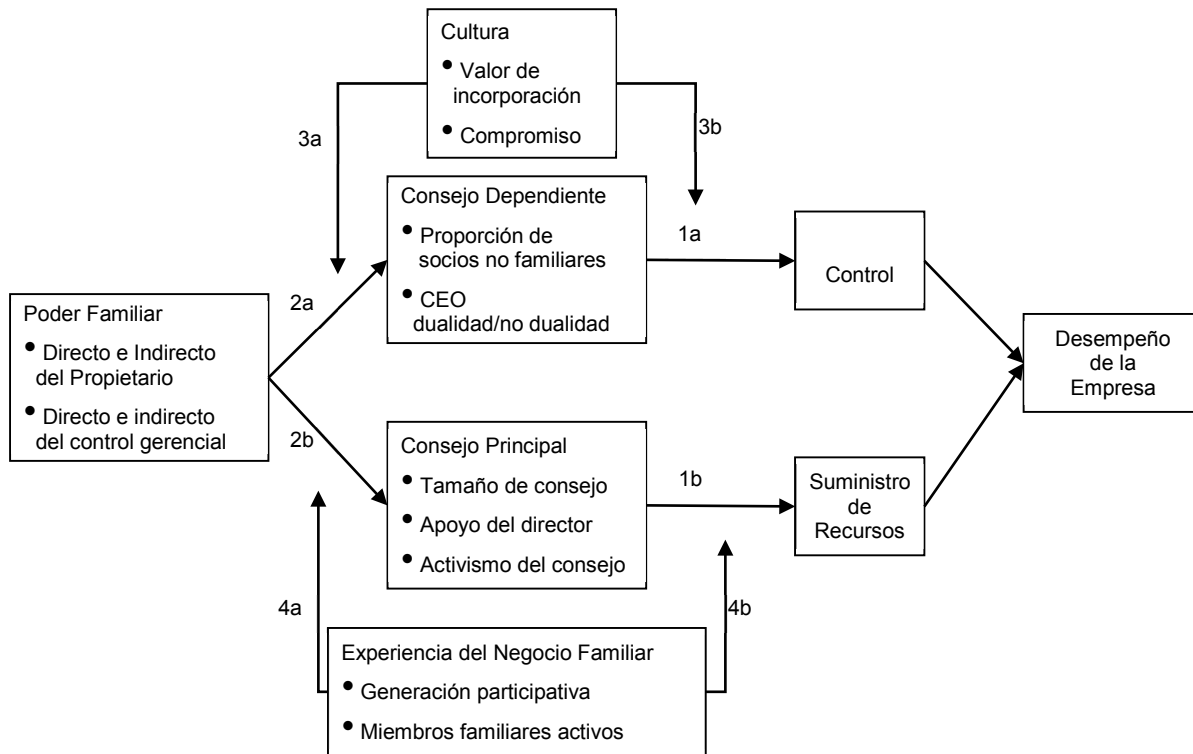 Cultura
• Valor de
incorporación
• Compromiso
3a
3b
Consejo Dependiente
• Proporción de
socios no familiares
• CEO
dualidad/no dualidad
1a
Control
2a
Poder Familiar
• Directo e Indirecto
del Propietario
• Directo e indirecto
del control gerencial
2b
Desempeño
de la
Empresa
Consejo Principal
• Tamaño de consejo
• Apoyo del director
• Activismo del consejo
1b
Suministro
de
Recursos
4a
4b
Experiencia del Negocio Familiar
• Generación participativa
• Miembros familiares activos